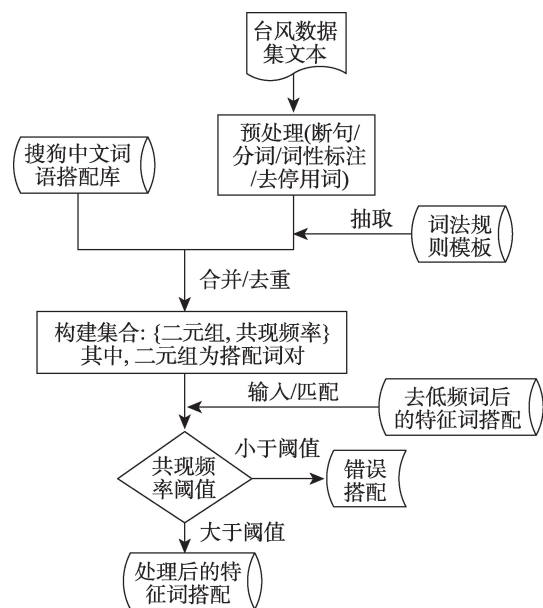 台风数据
集文本
预处理(断句/
分词/词性标注
/去停用词)
搜狗中文词
语搭配库
抽取
词法规
则模板
合并/去重
构建集合: {二元组, 共现频率}
其中, 二元组为搭配词对
输入/匹配
去低频词后
的特征词搭配
共现频
率阈值
小于阈值
错误
搭配
大于阈值
处理后的特
征词搭配